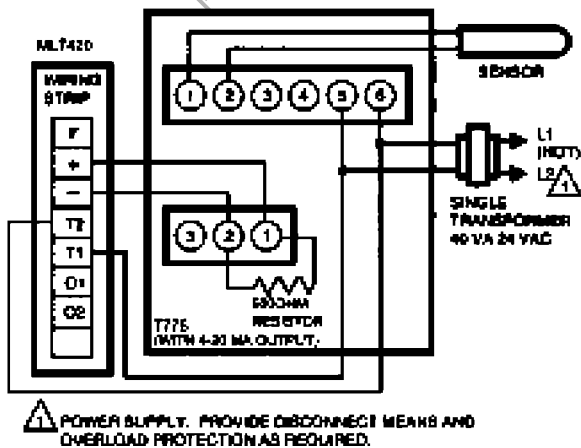 MLT420
WIRING
STRIP
F
+
-
T2
T1
O1
O2
1 2 3 4 5 6
3 2 1
SENSOR
L1
(HOT)
L2
1
SINGLE
TRANSFORMER
40 VA 24 VAC
RESISTOR
T775
(WITH 4-20 MA OUTPUT)
1 POWER SUPPLY. PROVIDE DISCONNECT MEANS AND
OVERLOAD PROTECTION AS REQUIRED.